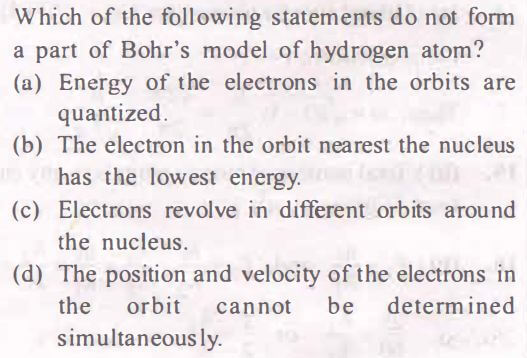 Which of the following statements do not form
a part of Bohr's model of hydrogen atom?
(a) Energy of the electrons in the orbits are
quantized.
(b) The electron in the orbit nearest the nucleus
has the lowest energy.
(c) Electrons revolve in different orbits around
the nucleus.
(d) The position and velocity of the electrons in
the orbit cannot be determined
simultaneously.